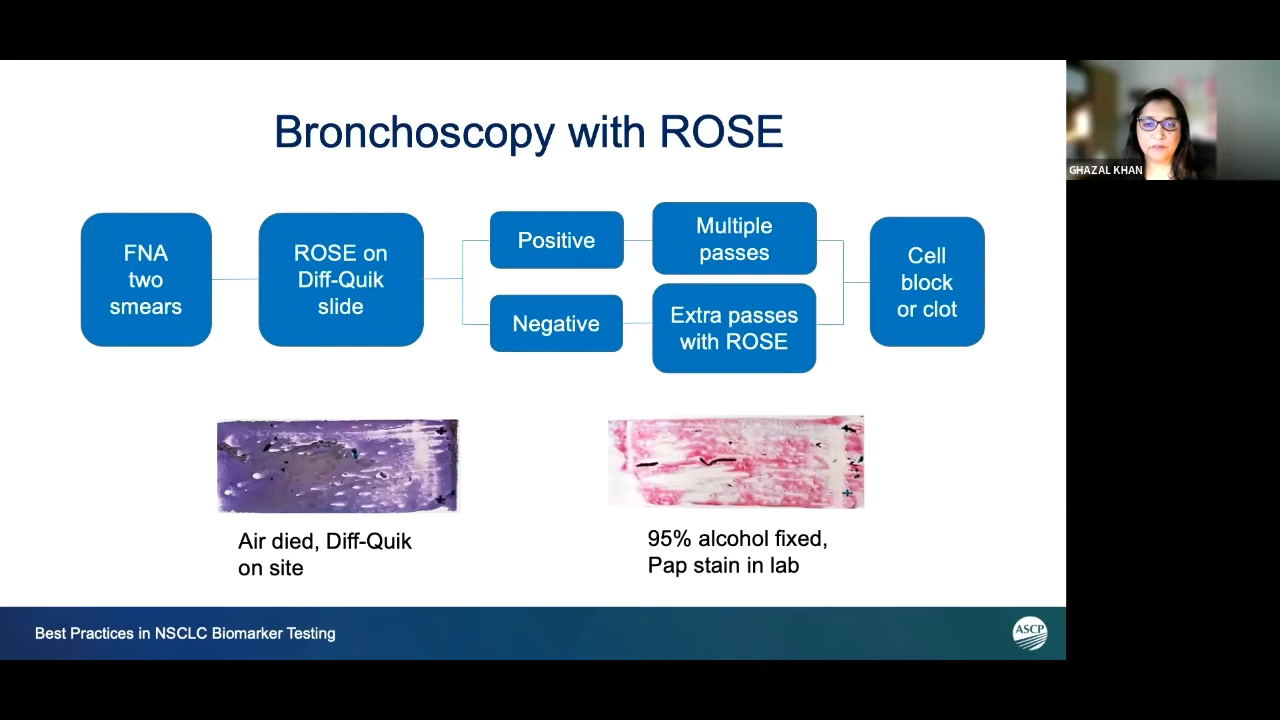 Bronchoscopy with ROSE
GHAZAL KHAN
FNA
two
smears
ROSE on
Diff-Quik
slide
Positive
Negative
Multiple
passes
Extra passes
with ROSE
Cell
block
or clot
Air died, Diff-Quik
on site
95% alcohol fixed,
Pap stain in lab
Best Practices in NSCLC Biomarker Testing
ASCP